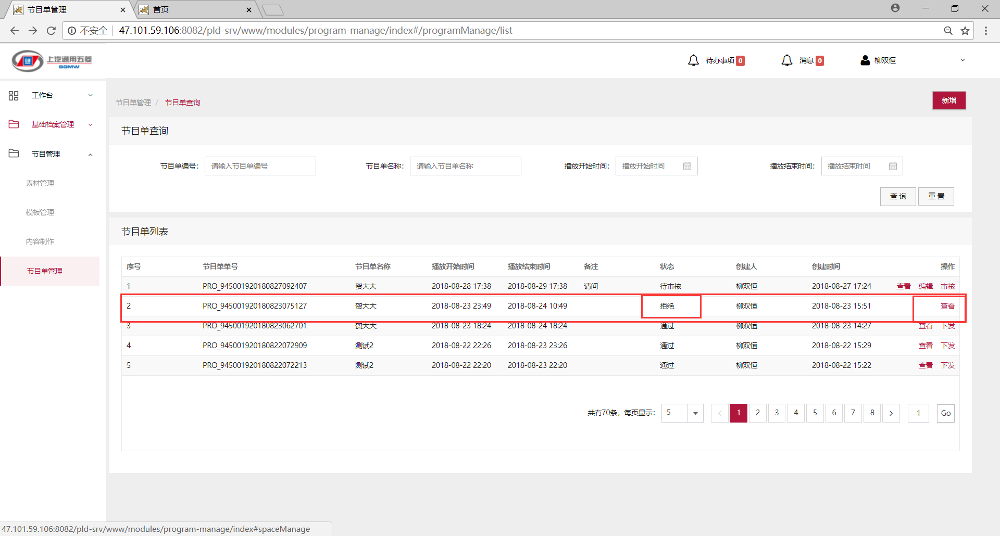 节目单管理
首页
不安全 47.101.59.106:8082/pld-srv/www/modules/program-manage/index#/programManage/list
GM 上汽通用五菱
SGMW
待办事项 0
消息 0
柳双恒
工作台
基础档案管理
节目管理
素材管理
模板管理
内容制作
节目单管理
节目单管理 / 节目单查询
新增
节目单查询
节目单编号: 请输入节目单编号
节目单名称: 请输入节目单名称
播放开始时间: 播放开始时间
播放结束时间: 播放结束时间
查 询
重 置
节目单列表
序号 节目单单号 节目单名称 播放开始时间 播放结束时间 备注 状态 创建人 创建时间 操作
1 PRO_945001920180827092407 贺大大 2018-08-28 17:38 2018-08-29 17:38 请问 待审核 柳双恒 2018-08-27 17:24 查看 编辑 审核
2 PRO_945001920180823075127 贺大大 2018-08-23 23:49 2018-08-24 10:49 拒绝 柳双恒 2018-08-23 15:51 查看
3 PRO_945001920180823062701 贺大大 2018-08-23 18:24 2018-08-24 18:24 通过 柳双恒 2018-08-23 14:27 查看 下发
4 PRO_945001920180822072909 测试2 2018-08-22 22:26 2018-08-23 23:26 通过 柳双恒 2018-08-22 15:29 查看 下发
5 PRO_945001920180822072213 测试2 2018-08-22 22:20 2018-08-23 22:20 通过 柳双恒 2018-08-22 15:22 查看 下发
共有70条，每页显示: 5 < 1 2 3 4 5 6 7 8 > 1 Go
47.101.59.106:8082/pld-srv/www/modules/program-manage/index#spaceManage